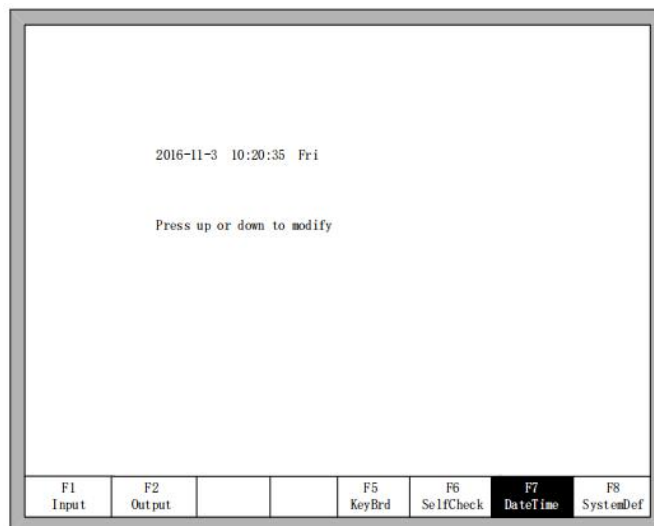 2016-11-3 10:20:35 Fri
Press up or down to modify
F1 F2 F5 F6 F7 F8
Input Output KeyBrd SelfCheck DateTime SystemDef